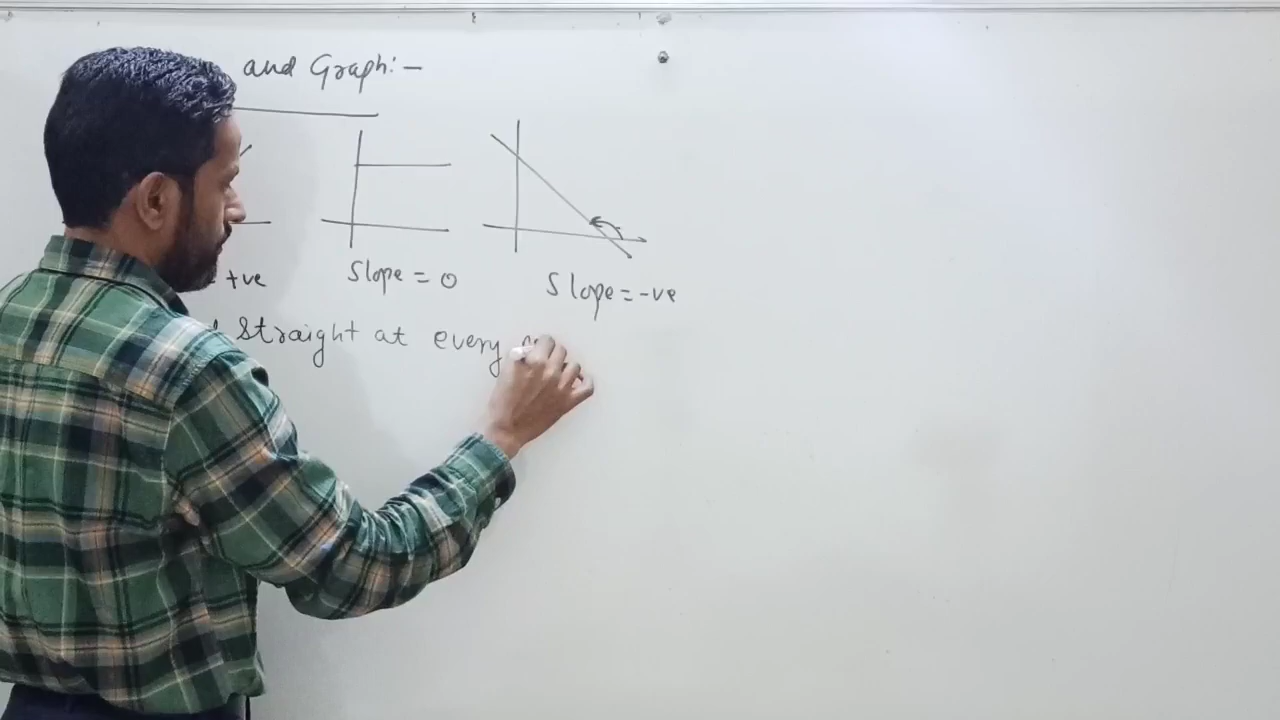 and Graph:-
+ve
Slope = 0
Slope = -ve
straight at every